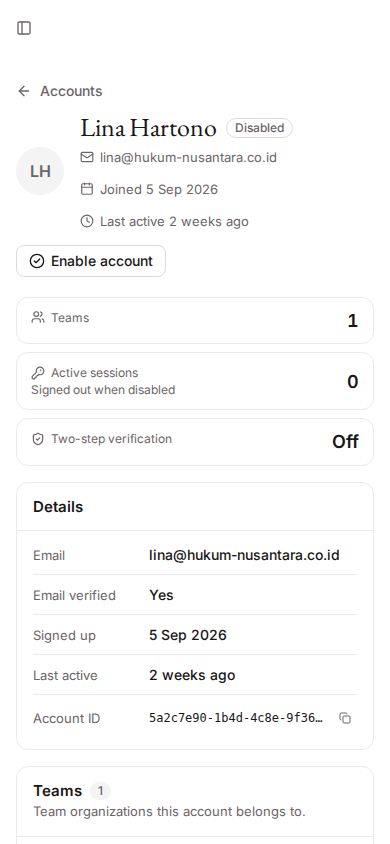 Accounts
Lina Hartono Disabled
LH
lina@hukum-nusantara.co.id
Joined 5 Sep 2026
Last active 2 weeks ago
Enable account
Teams 1
Active sessions
Signed out when disabled 0
Two-step verification Off
Details
Email lina@hukum-nusantara.co.id
Email verified Yes
Signed up 5 Sep 2026
Last active 2 weeks ago
Account ID 5a2c7e90-1b4d-4c8e-9f36…
Teams 1
Team organizations this account belongs to.